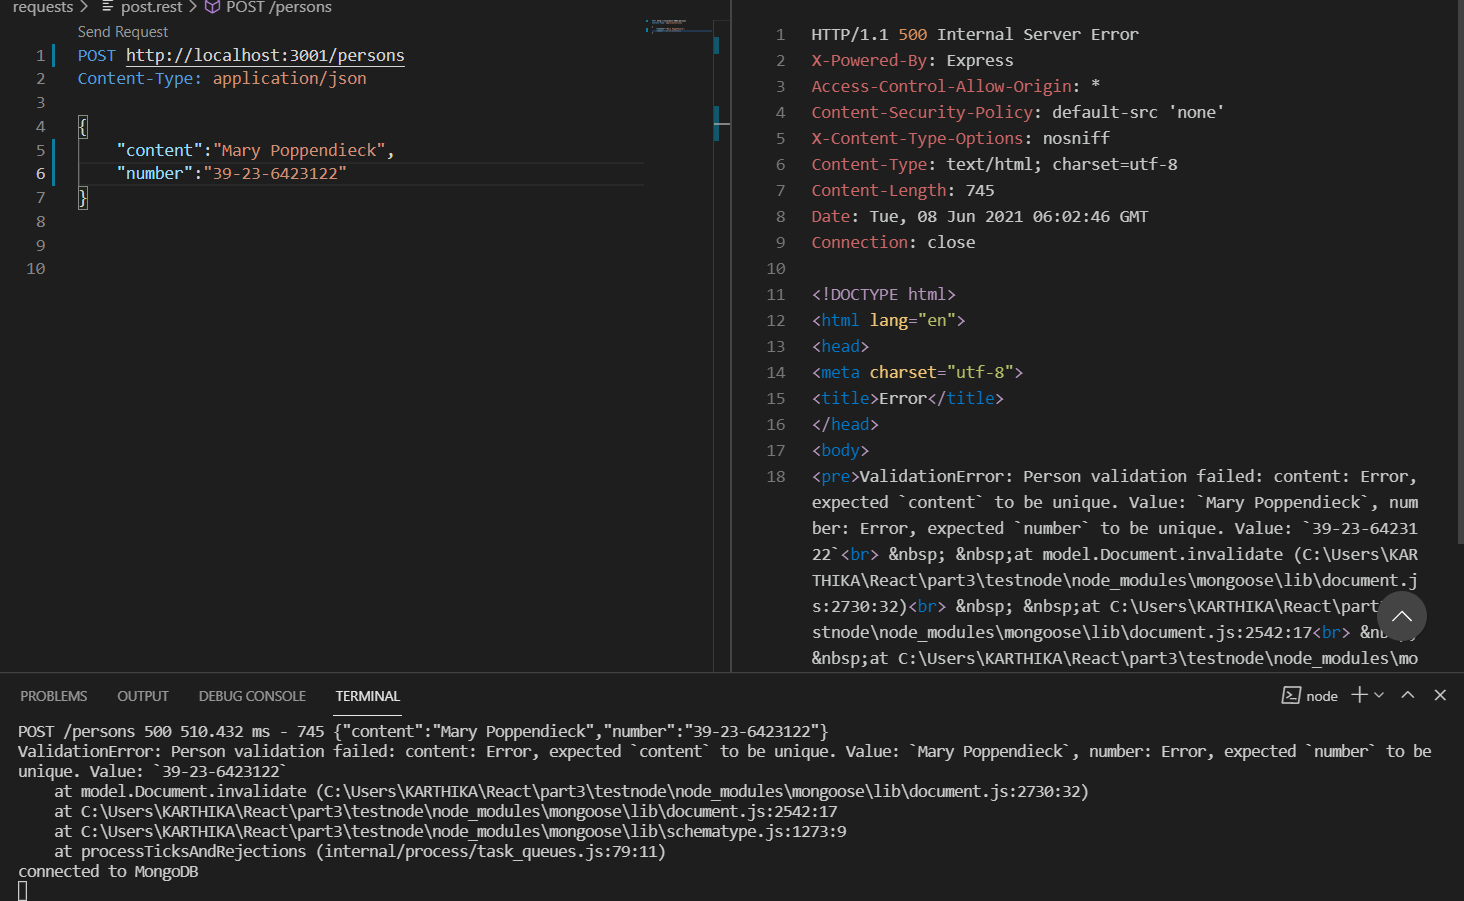 requests > post.rest > POST /persons
Send Request
1 POST http://localhost:3001/persons
2 Content-Type: application/json
3
4 {
5 "content":"Mary Poppendieck",
6 "number":"39-23-6423122"
7 }
8
9
10
1 HTTP/1.1 500 Internal Server Error
2 X-Powered-By: Express
3 Access-Control-Allow-Origin: *
4 Content-Security-Policy: default-src 'none'
5 X-Content-Type-Options: nosniff
6 Content-Type: text/html; charset=utf-8
7 Content-Length: 745
8 Date: Tue, 08 Jun 2021 06:02:46 GMT
9 Connection: close
10
11 <!DOCTYPE html>
12 <html lang="en">
13 <head>
14 <meta charset="utf-8">
15 <title>Error</title>
16 </head>
17 <body>
18 <pre>ValidationError: Person validation failed: content: Error,
expected `content` to be unique. Value: `Mary Poppendieck`, num
ber: Error, expected `number` to be unique. Value: `39-23-64231
22`<br> &nbsp; &nbsp;at model.Document.invalidate (C:\Users\KAR
THIKA\React\part3\testnode\node_modules\mongoose\lib\document.j
s:2730:32)<br> &nbsp; &nbsp;at C:\Users\KARTHIKA\React\part
stnode\node_modules\mongoose\lib\document.js:2542:17<br>
&nbsp;at C:\Users\KARTHIKA\React\part3\testnode\node_modules\mo
PROBLEMS OUTPUT DEBUG CONSOLE TERMINAL node
POST /persons 500 510.432 ms - 745 {"content":"Mary Poppendieck","number":"39-23-6423122"}
ValidationError: Person validation failed: content: Error, expected `content` to be unique. Value: `Mary Poppendieck`, number: Error, expected `number` to be
unique. Value: `39-23-6423122`
at model.Document.invalidate (C:\Users\KARTHIKA\React\part3\testnode\node_modules\mongoose\lib\document.js:2730:32)
at C:\Users\KARTHIKA\React\part3\testnode\node_modules\mongoose\lib\document.js:2542:17
at C:\Users\KARTHIKA\React\part3\testnode\node_modules\mongoose\lib\schematype.js:1273:9
at processTicksAndRejections (internal/process/task_queues.js:79:11)
connected to MongoDB